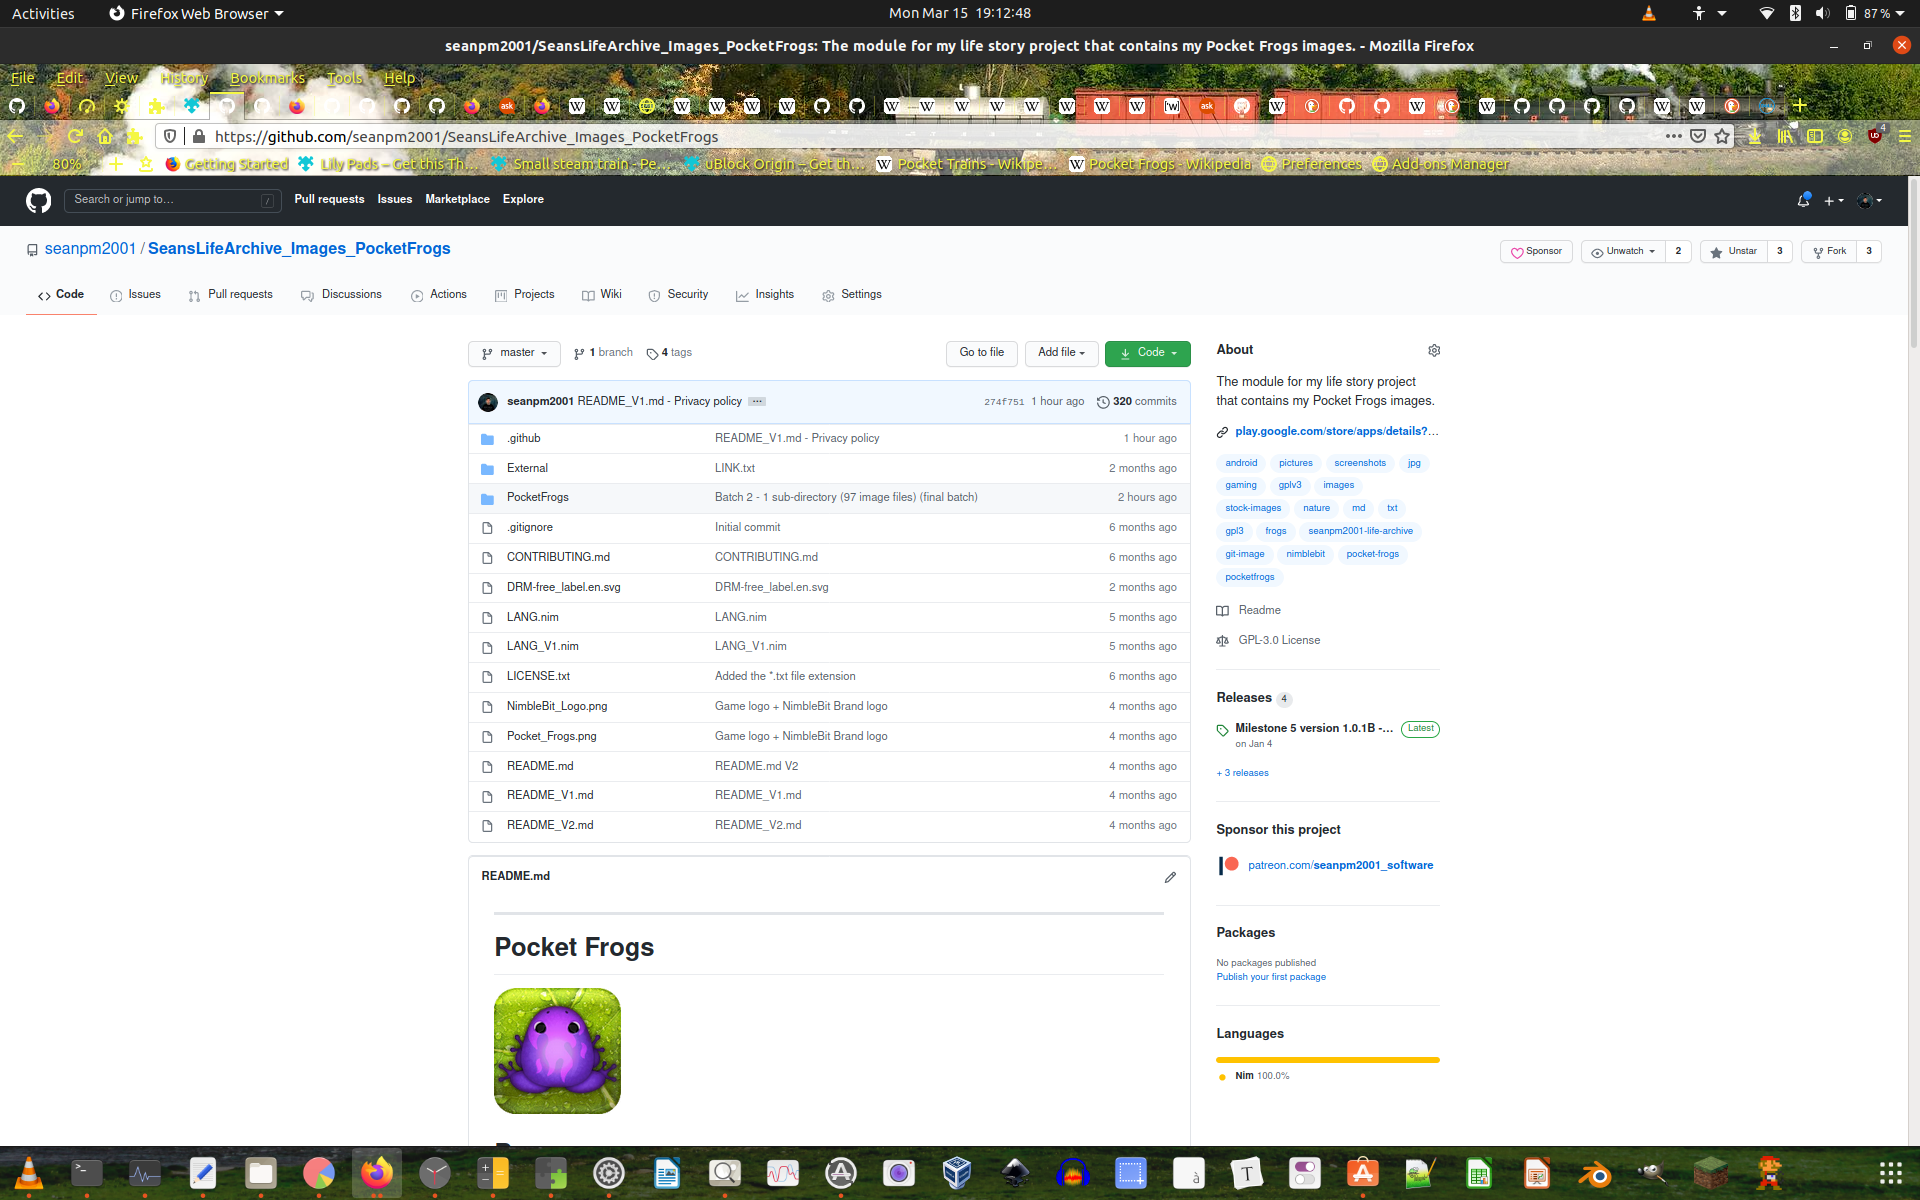 Activities Firefox Web Browser Mon Mar 15 19:12:48 87 %
seanpm2001/SeansLifeArchive_Images_PocketFrogs: The module for my life story project that contains my Pocket Frogs images. - Mozilla Firefox
File Edit View History Bookmarks Tools Help
https://github.com/seanpm2001/SeansLifeArchive_Images_PocketFrogs
80% Getting Started Lily Pads – Get this Th... Small steam train - Pe... uBlock Origin – Get th... Pocket Trains - Wikipe... Pocket Frogs - Wikipedia Preferences Add-ons Manager
Search or jump to... / Pull requests Issues Marketplace Explore
seanpm2001 / SeansLifeArchive_Images_PocketFrogs Sponsor Unwatch 2 Unstar 3 Fork 3
Code Issues Pull requests Discussions Actions Projects Wiki Security Insights Settings
master 1 branch 4 tags Go to file Add file Code
seanpm2001 README_V1.md - Privacy policy ... 274f751 1 hour ago 320 commits
.github README_V1.md - Privacy policy 1 hour ago
External LINK.txt 2 months ago
PocketFrogs Batch 2 - 1 sub-directory (97 image files) (final batch) 2 hours ago
.gitignore Initial commit 6 months ago
CONTRIBUTING.md CONTRIBUTING.md 6 months ago
DRM-free_label.en.svg DRM-free_label.en.svg 2 months ago
LANG.nim LANG.nim 5 months ago
LANG_V1.nim LANG_V1.nim 5 months ago
LICENSE.txt Added the *.txt file extension 6 months ago
NimbleBit_Logo.png Game logo + NimbleBit Brand logo 4 months ago
Pocket_Frogs.png Game logo + NimbleBit Brand logo 4 months ago
README.md README.md V2 4 months ago
README_V1.md README_V1.md 4 months ago
README_V2.md README_V2.md 4 months ago
README.md
Pocket Frogs
About
The module for my life story project
that contains my Pocket Frogs images.
play.google.com/store/apps/details?...
android pictures screenshots jpg
gaming gplv3 images
stock-images nature md txt
gpl3 frogs seanpm2001-life-archive
git-image nimblebit pocket-frogs
pocketfrogs
Readme
GPL-3.0 License
Releases 4
Milestone 5 version 1.0.1B -... Latest
on Jan 4
+ 3 releases
Sponsor this project
patreon.com/seanpm2001_software
Packages
No packages published
Publish your first package
Languages
Nim 100.0%